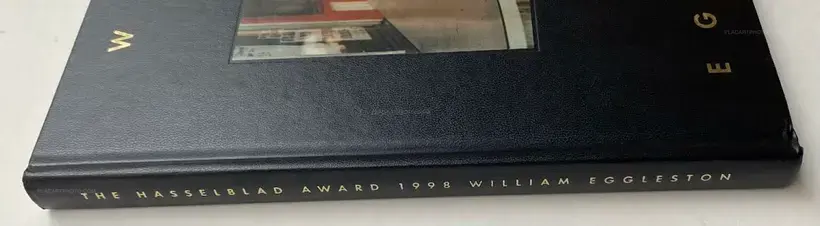 W
G
E
THE HASSELBLAD AWARD 1998 WILLIAM EGGLESTON